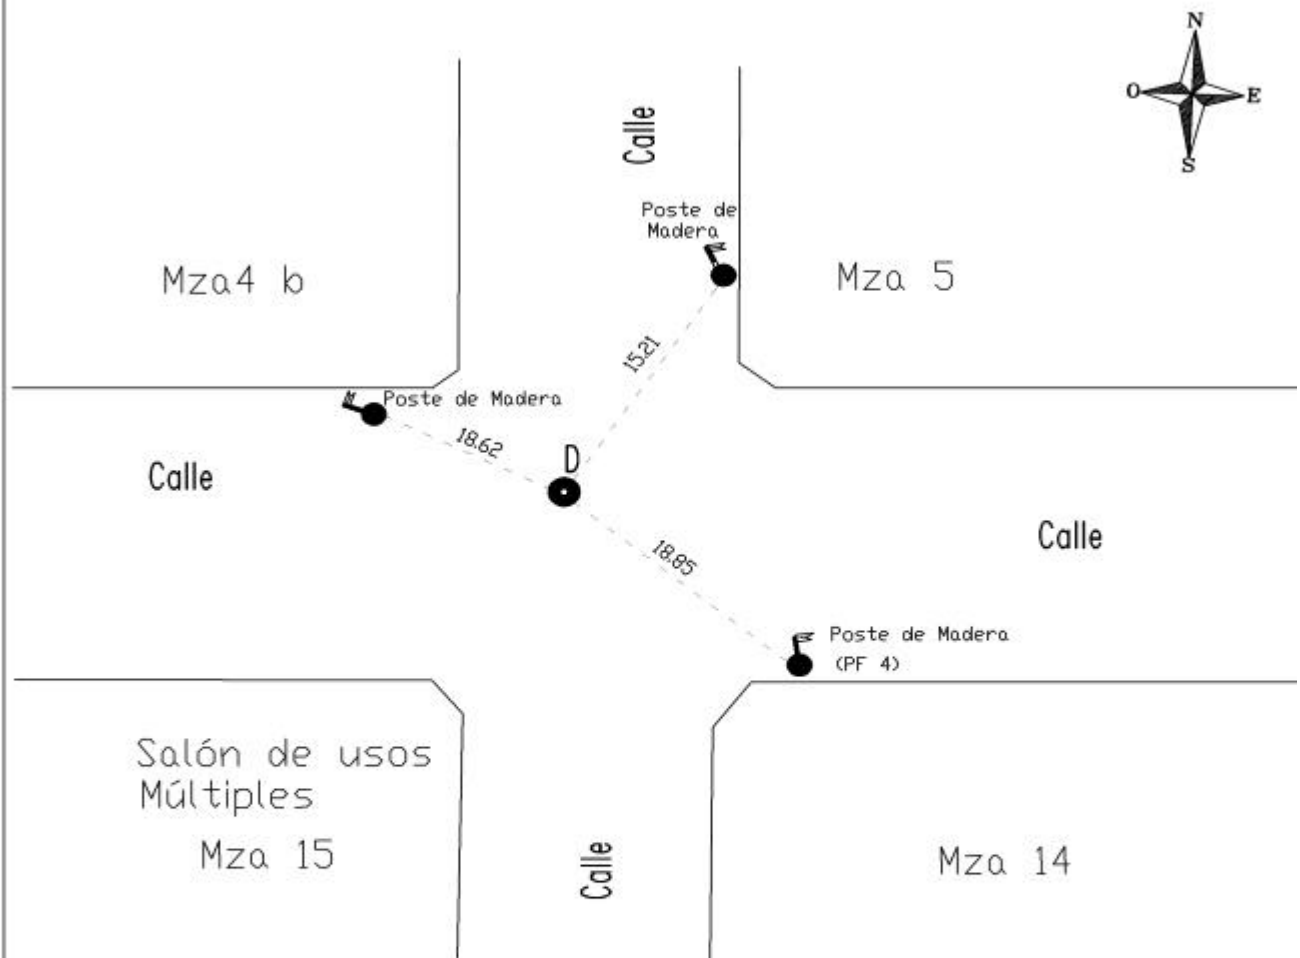 N
O
E
S
Calle
Poste de
Madera
Mza4 b
Mza 5
15.21
Poste de Madera
18.62
D
Calle
Calle
18.85
Poste de Madera
(PF 4)
Salón de usos
Múltiples
Mza 15
Calle
Mza 14